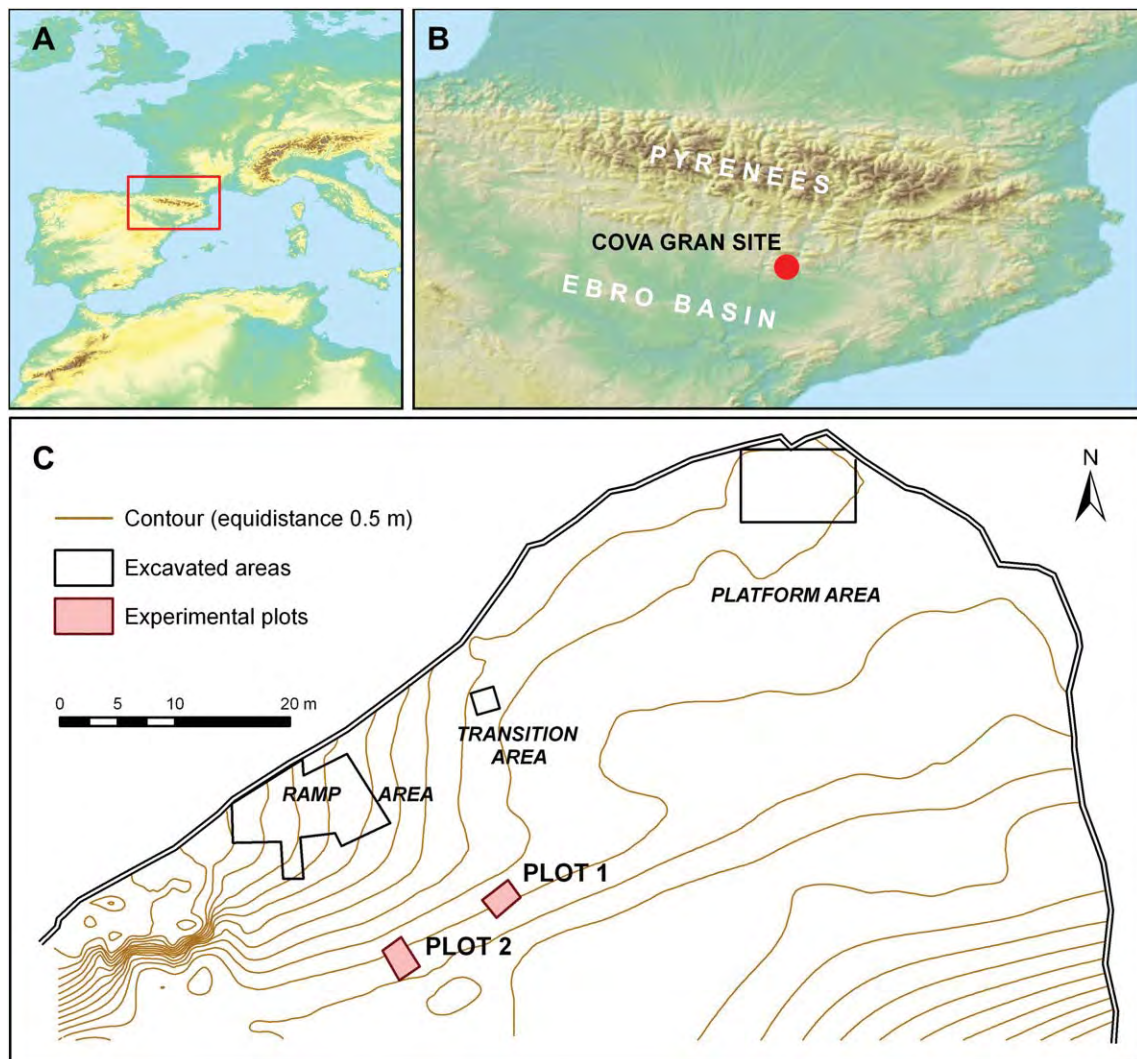 A
B
PYRENEES
COVA GRAN SITE
EBRO BASIN
C
N
Contour (equidistance 0.5 m)
Excavated areas
Experimental plots
0 5 10 20 m
PLATFORM AREA
TRANSITION
AREA
RAMP AREA
PLOT 1
PLOT 2